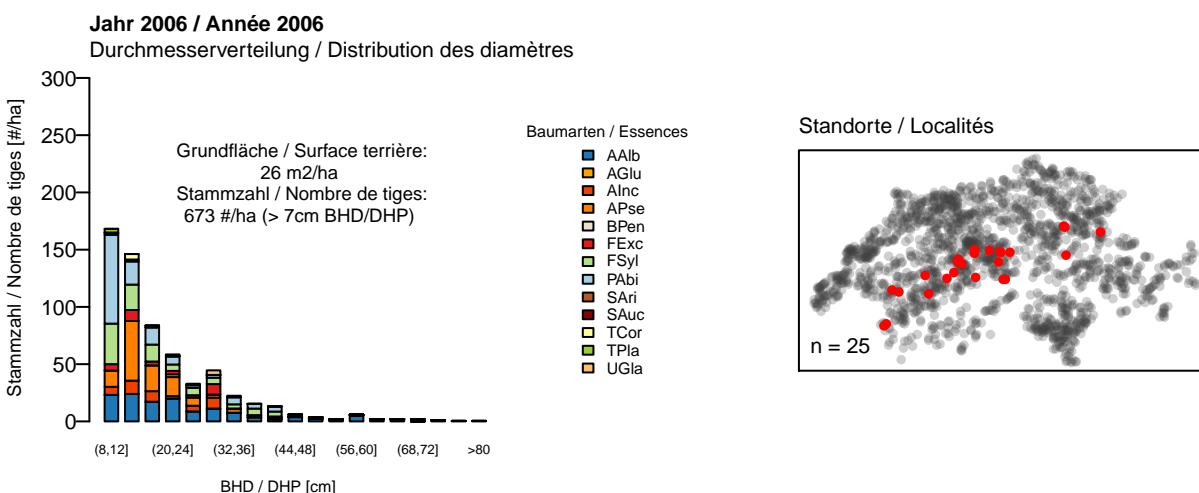 Jahr 2006 / Année 2006
Durchmesserverteilung / Distribution des diamètres
Stammzahl / Nombre de tiges [#/ha]
300
250
200
150
100
50
0
Grundfläche / Surface terrière:
26 m2/ha
Stammzahl / Nombre de tiges:
673 #/ha (> 7cm BHD/DHP)
(8,12]
(20,24]
(32,36]
(44,48]
(56,60]
(68,72]
>80
BHD / DHP [cm]
Baumarten / Essences
AAlb
AGlu
AInc
APse
BPen
FExc
FSyl
PAbi
SAri
SAuc
TCor
TPla
UGla
Standorte / Localités
n = 25